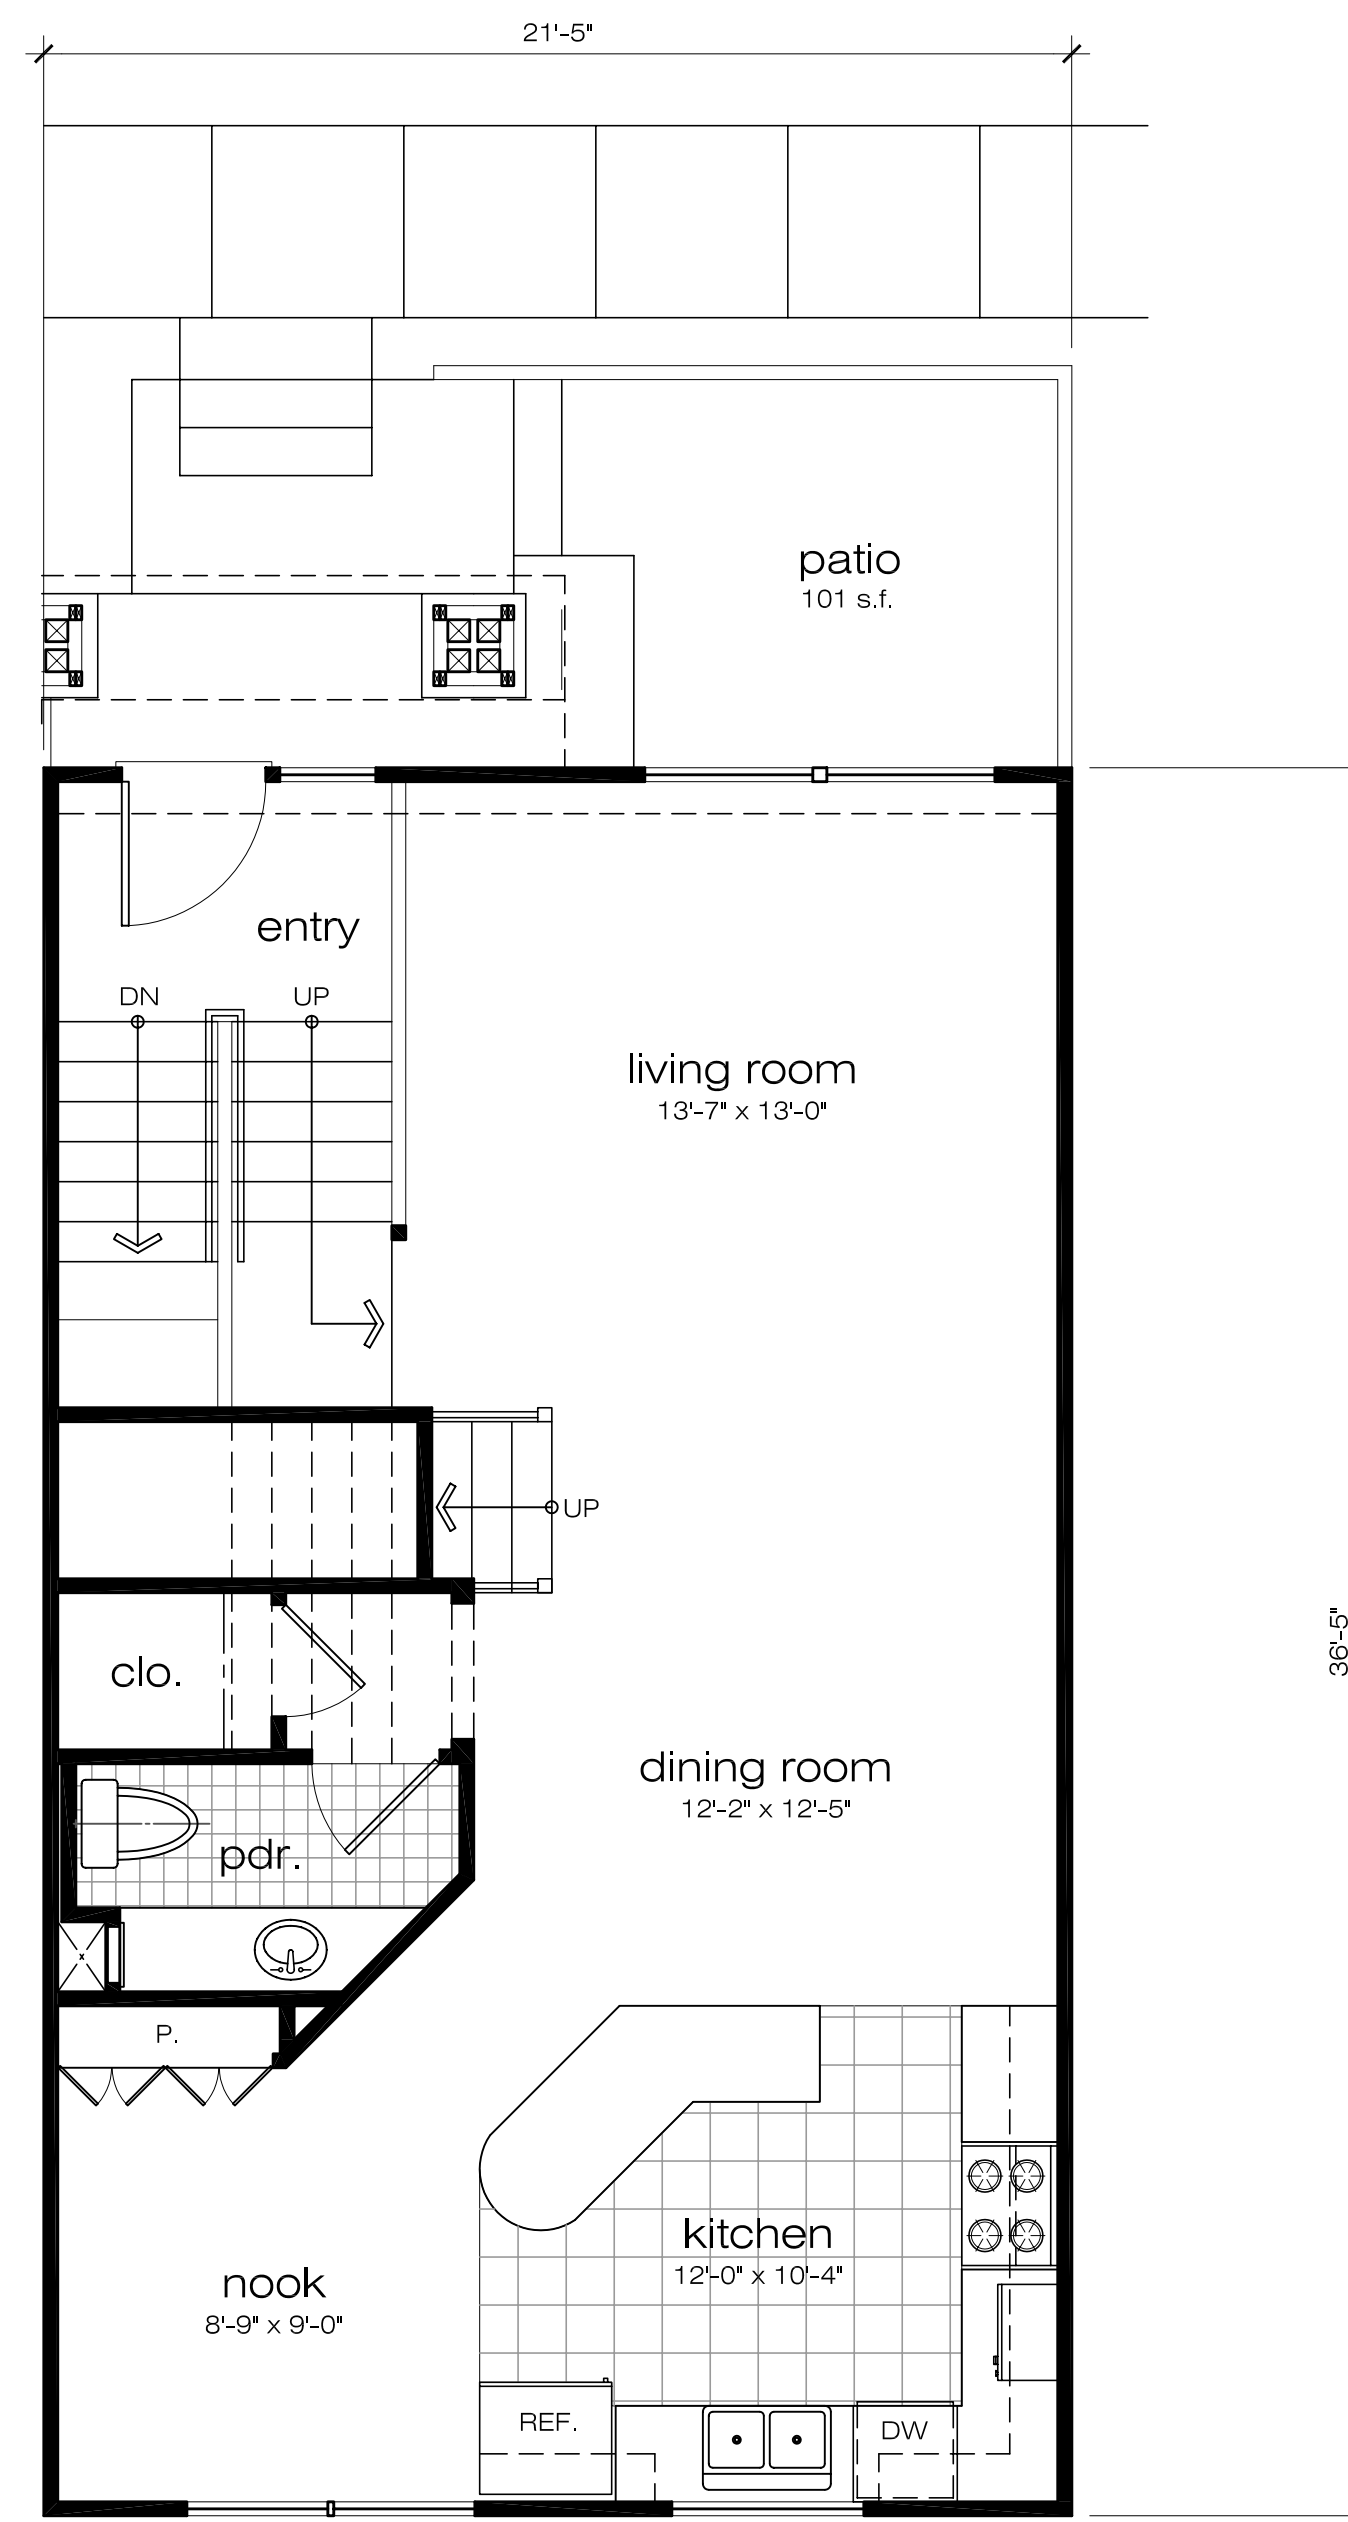 21'-5"
patio
101 s.f.
entry
DN
UP
living room
13'-7" x 13'-0"
UP
36'-5"
clo.
dining room
12'-2" x 12'-5"
pdr.
x
P.
kitchen
12'-0" x 10'-4"
nook
8'-9" x 9'-0"
REF.
DW